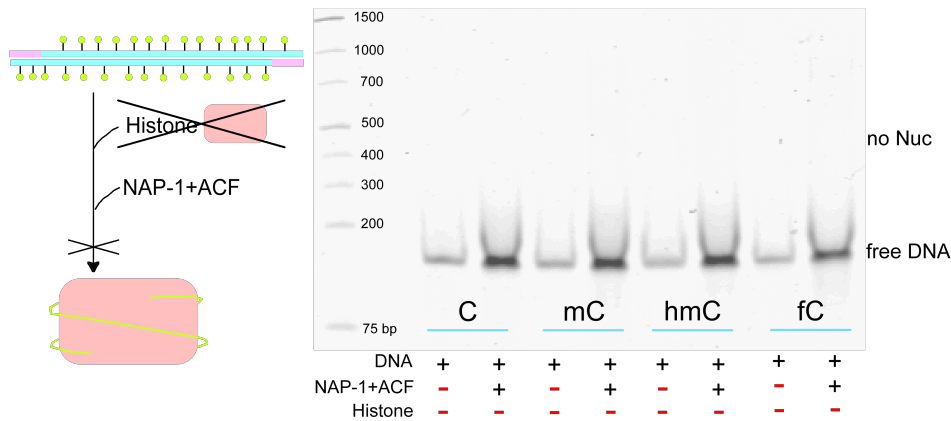 1500
1000
700
500
400
300
200
75 bp
Histone
NAP-1+ACF
no Nuc
free DNA
C mC hmC fC
DNA + + + + + + + +
NAP-1+ACF - + - + - + - +
Histone - - - - - - - -